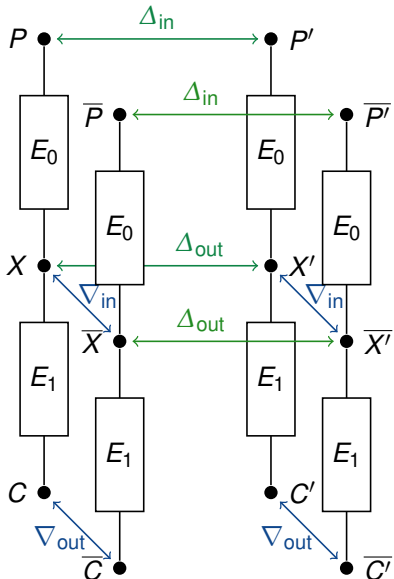 P Δin P′
P̅ Δin P̅′̅
E0 E0
E0 E0
X Δout X′
∇in ∇in
X̅ Δout X̅′̅
E1 E1
E1 E1
C C′
∇out ∇out
C̅ C̅′̅